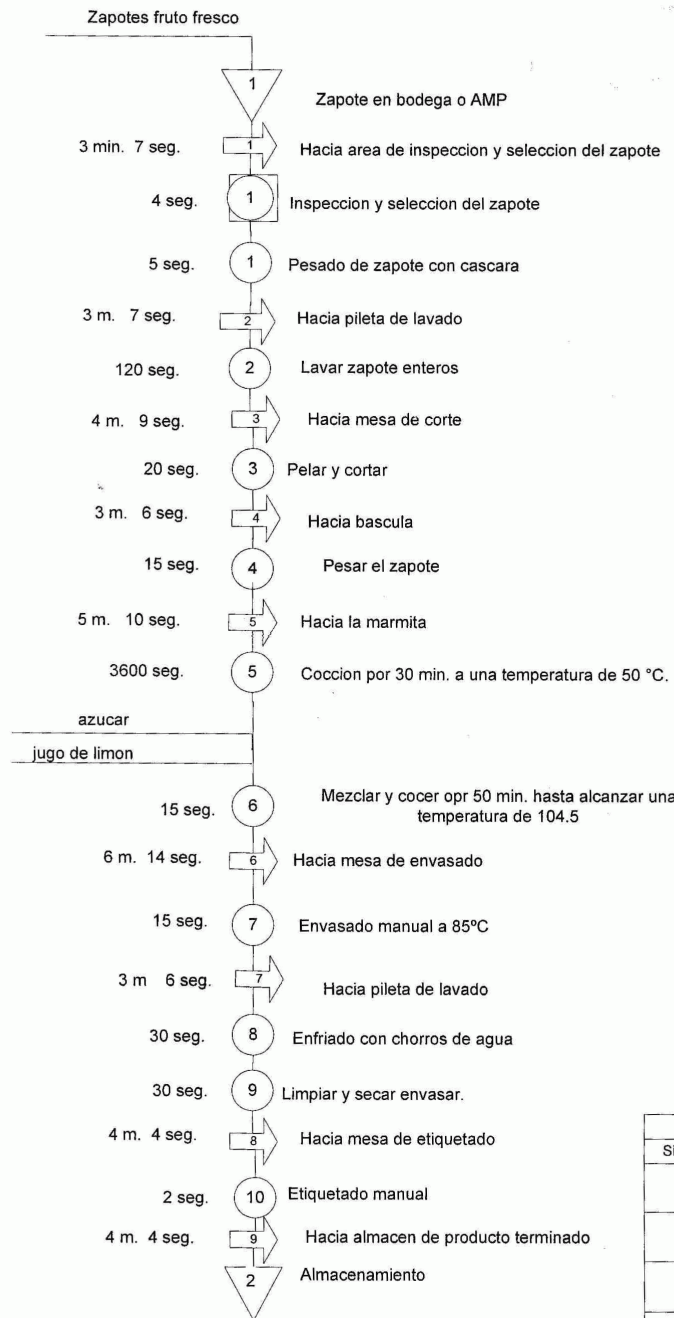 Zapotes fruto fresco
1
Zapote en bodega o AMP
3 min. 7 seg. 1 Hacia area de inspeccion y seleccion del zapote
4 seg. 1 Inspeccion y seleccion del zapote
5 seg. 1 Pesado de zapote con cascara
3 m. 7 seg. 2 Hacia pileta de lavado
120 seg. 2 Lavar zapote enteros
4 m. 9 seg. 3 Hacia mesa de corte
20 seg. 3 Pelar y cortar
3 m. 6 seg. 4 Hacia bascula
15 seg. 4 Pesar el zapote
5 m. 10 seg. 5 Hacia la marmita
3600 seg. 5 Coccion por 30 min. a una temperatura de 50 °C.
azucar
jugo de limon
15 seg. 6 Mezclar y cocer opr 50 min. hasta alcanzar una
temperatura de 104.5
6 m. 14 seg. 6 Hacia mesa de envasado
15 seg. 7 Envasado manual a 85ºC
3 m 6 seg. 7 Hacia pileta de lavado
30 seg. 8 Enfriado con chorros de agua
30 seg. 9 Limpiar y secar envasar.
4 m. 4 seg. 8 Hacia mesa de etiquetado
2 seg. 10 Etiquetado manual
4 m. 4 seg. 9 Hacia almacen de producto terminado
2 Almacenamiento